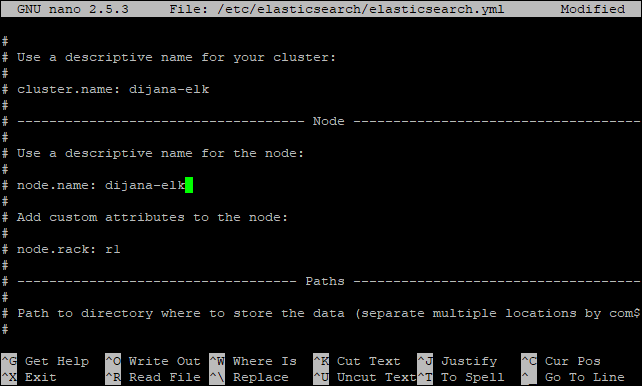 GNU nano 2.5.3 File: /etc/elasticsearch/elasticsearch.yml Modified
#
# Use a descriptive name for your cluster:
#
# cluster.name: dijana-elk
#
# ------------------------------------ Node ------------------------------------
#
# Use a descriptive name for the node:
#
# node.name: dijana-elk
#
# Add custom attributes to the node:
#
# node.rack: r1
#
# ----------------------------------- Paths ------------------------------------
#
# Path to directory where to store the data (separate multiple locations by com$
#
^G Get Help ^O Write Out ^W Where Is ^K Cut Text ^J Justify ^C Cur Pos
^X Exit ^R Read File ^\ Replace ^U Uncut Text ^T To Spell ^_ Go To Line